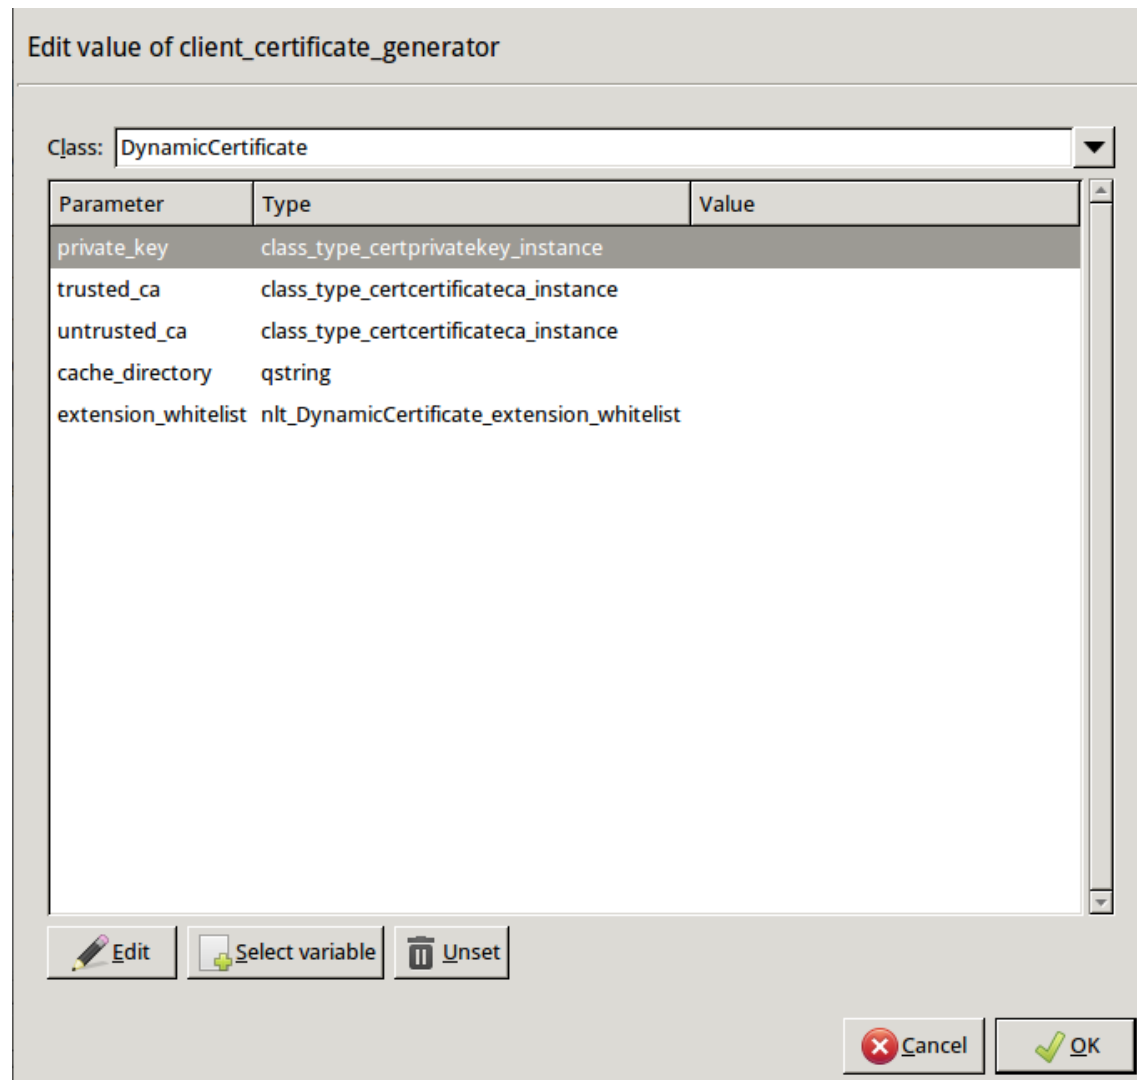 Edit value of client_certificate_generator
Class: DynamicCertificate
Parameter Type Value
private_key class_type_certprivatekey_instance
trusted_ca class_type_certcertificateca_instance
untrusted_ca class_type_certcertificateca_instance
cache_directory qstring
extension_whitelist nlt_DynamicCertificate_extension_whitelist
Edit Select variable Unset
Cancel OK